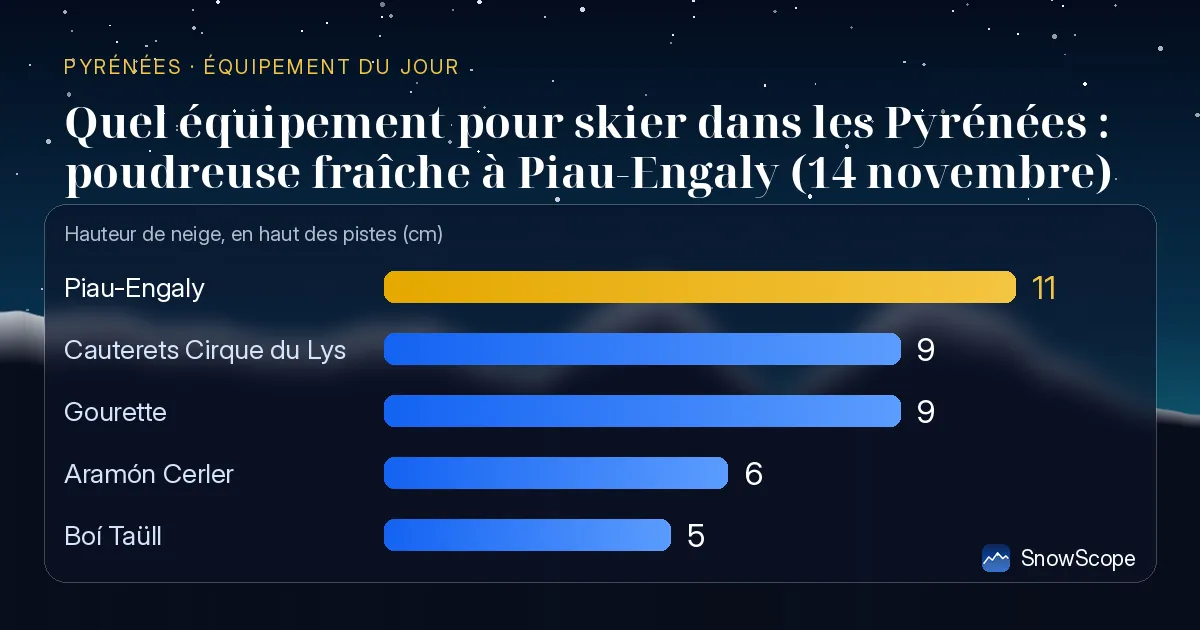 PYRÉNÉES · ÉQUIPEMENT DU JOUR
Quel équipement pour skier dans les Pyrénées :
poudreuse fraîche à Piau-Engaly (14 novembre)
Hauteur de neige, en haut des pistes (cm)
Piau-Engaly 11
Cauterets Cirque du Lys 9
Gourette 9
Aramón Cerler 6
Boí Taüll 5
SnowScope